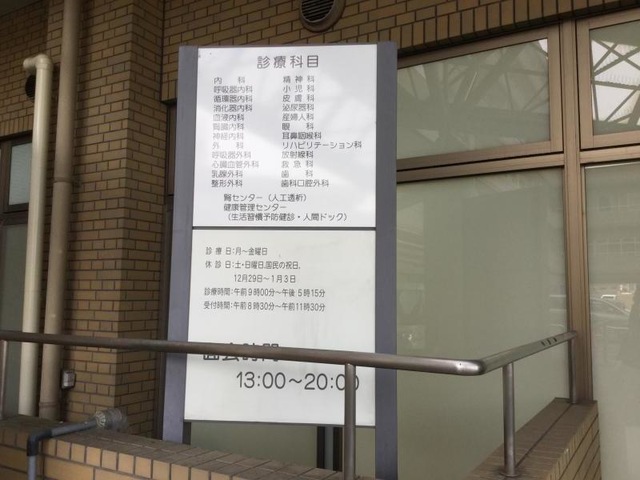 診療科目
内科
呼吸器内科
循環器内科
消化器内科
血液内科
腎臓内科
神経内科
外科
呼吸器外科
心臓血管外科
乳腺外科
整形外科
精神科
小児科
皮膚科
泌尿器科
産婦人科
眼科
耳鼻咽喉科
リハビリテーション科
放射線科
救急科
歯科
歯科口腔外科
腎センター（人工透析）
健康管理センター
（生活習慣予防健診・人間ドック）
診療日:月～金曜日
休診日:土・日曜日、国民の祝日、
12月29日～1月3日
診療時間:午前9時00分～午後5時15分
受付時間:午前8時30分～午前11時30分
面会時間
13:00～20:00